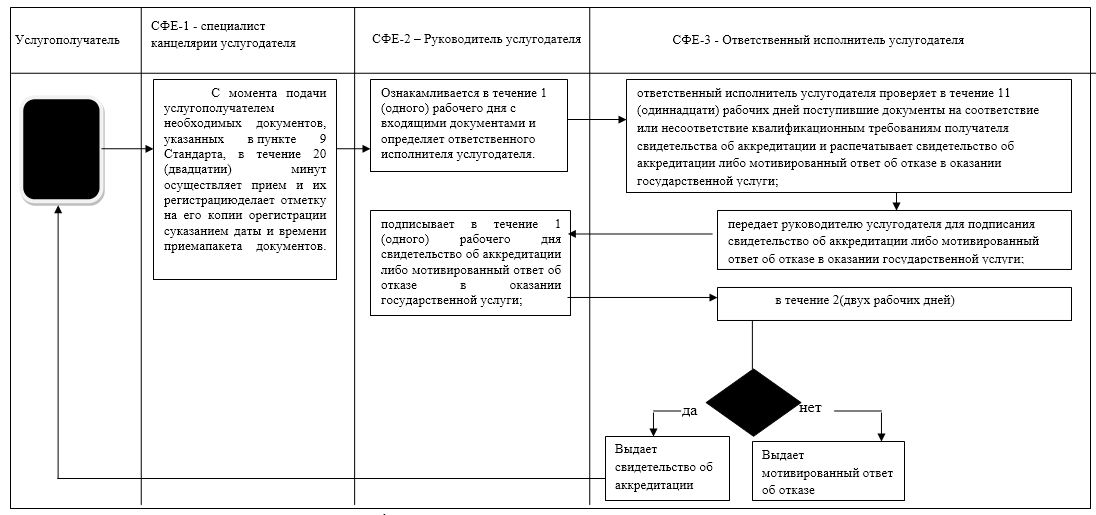 Услугополучатель
СФЕ-1 - специалист
канцелярии услугодателя
СФЕ-2 – Руководитель услугодателя
СФЕ-3 - Ответственный исполнитель услугодателя
С момента подачи
услугополучателем
необходимых документов,
указанных в пункте 9
Стандарта, в течение 20
(двадцатии) минут
осуществляет прием и их
регистрациюделает отметку
на его копии орегистрации
суказанием даты и времени
приемапакета документов.
Ознакамливается в течение 1
(одного) рабочего дня с
входящими документами и
определяет ответственного
исполнителя услугодателя.
ответственный исполнитель услугодателя проверяет в течение 11
(одиннадцати) рабочих дней поступившие документы на соответствие
или несоответствие квалификационным требованиям получателя
свидетельства об аккредитации и распечатывает свидетельство об
аккредитации либо мотивированный ответ об отказе в оказании
государственной услуги;
подписывает в течение 1
(одного) рабочего дня
свидетельство об аккредитации
либо мотивированный ответ об
отказе в оказании
государственной услуги;
передает руководителю услугодателя для подписания
свидетельство об аккредитации либо мотивированный
ответ об отказе в оказании государственной услуги;
в течение 2(двух рабочих дней)
да
нет
Выдает
свидетельство об
аккредитации
Выдает
мотивированный ответ
об отказе